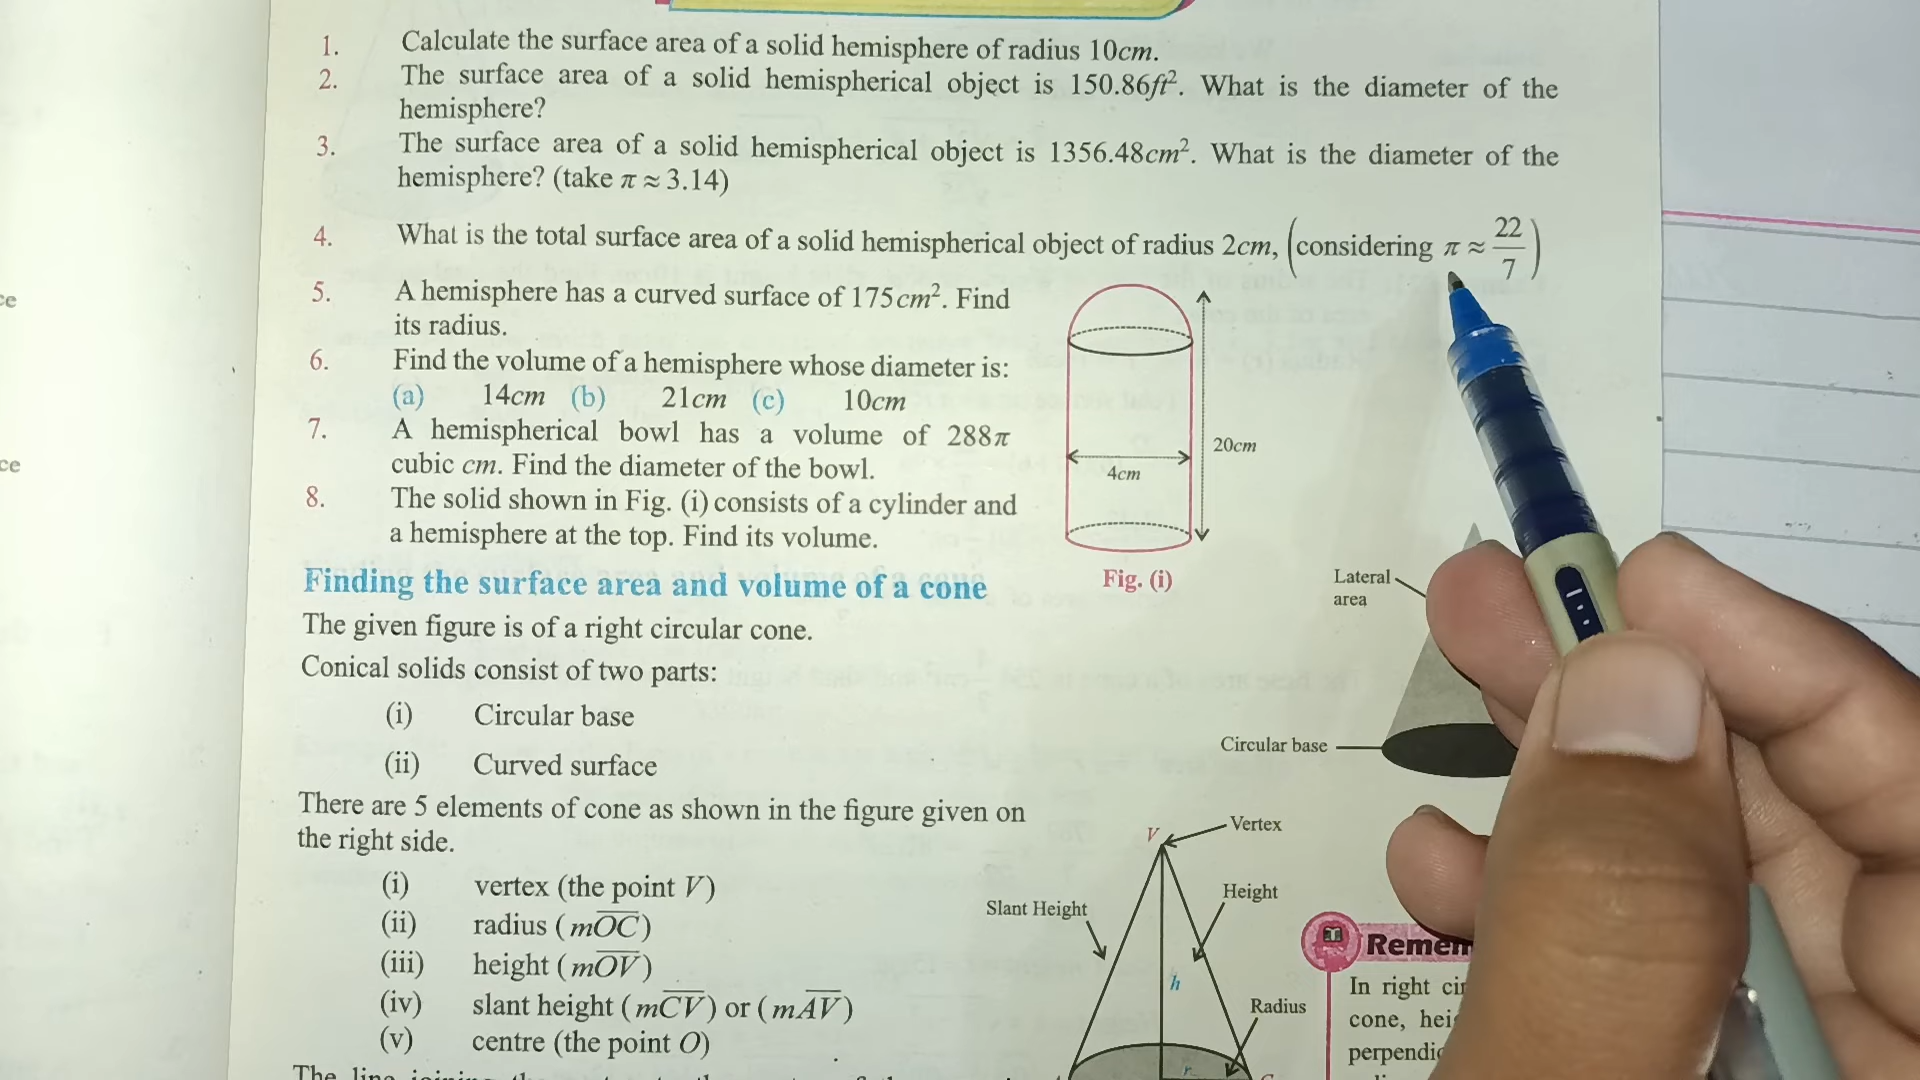 ce
ce
1. Calculate the surface area of a solid hemisphere of radius 10cm.
2. The surface area of a solid hemispherical object is 150.86ft². What is the diameter of the
hemisphere?
3. The surface area of a solid hemispherical object is 1356.48cm². What is the diameter of the
hemisphere? (take π ≈ 3.14)
4. What is the total surface area of a solid hemispherical object of radius 2cm, (considering π ≈ 22/7)
5. A hemisphere has a curved surface of 175cm². Find
its radius.
6. Find the volume of a hemisphere whose diameter is:
(a) 14cm (b) 21cm (c) 10cm
7. A hemispherical bowl has a volume of 288π
cubic cm. Find the diameter of the bowl.
8. The solid shown in Fig. (i) consists of a cylinder and
a hemisphere at the top. Find its volume.
20cm
4cm
Fig. (i)
Finding the surface area and volume of a cone
The given figure is of a right circular cone.
Conical solids consist of two parts:
(i) Circular base
(ii) Curved surface
Lateral
area
Circular base
There are 5 elements of cone as shown in the figure given on
the right side.
(i) vertex (the point V)
(ii) radius (mO̅C̅)
(iii) height (mO̅V̅)
(iv) slant height (mC̅V̅) or (mA̅V̅)
(v) centre (the point O)
V
Vertex
Slant Height
Height
h
Radius
r
In right
cone,